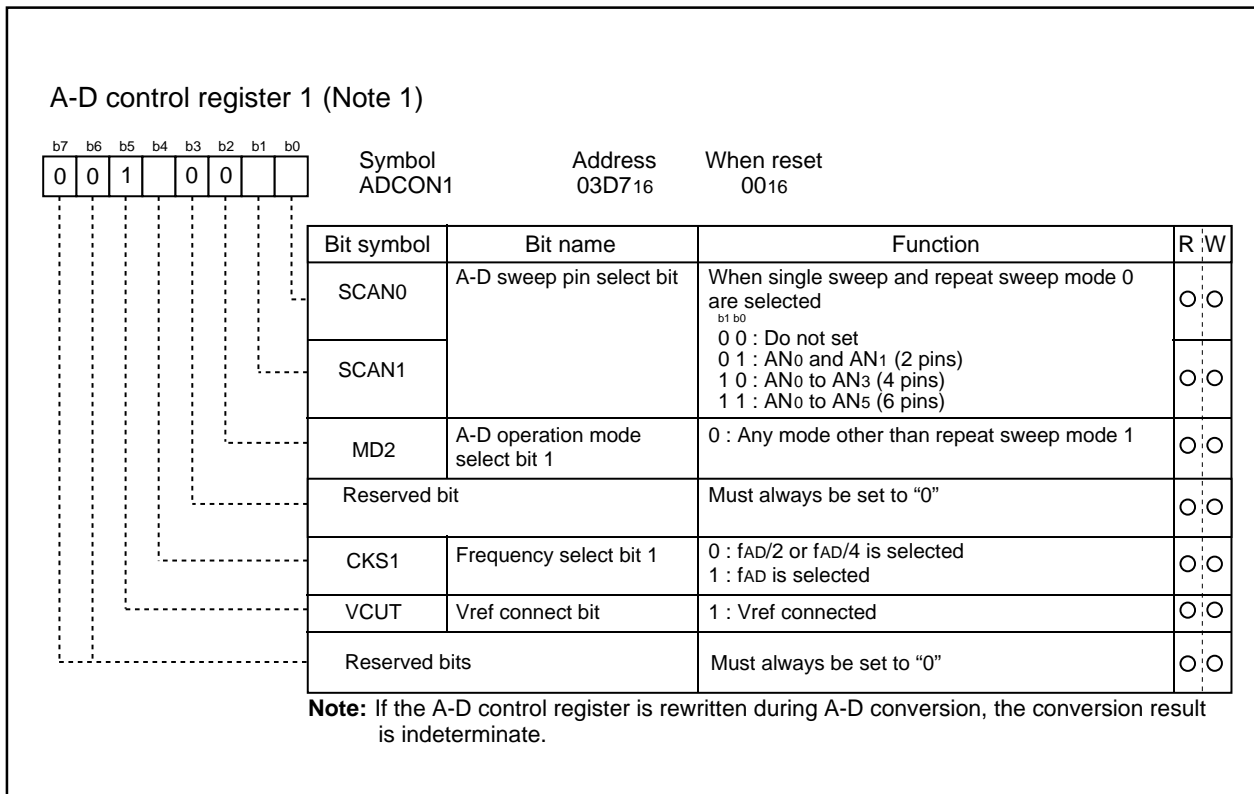 A-D control register 1 (Note 1)
b7 b6 b5 b4 b3 b2 b1 b0
0 0 1 0 0
Symbol Address When reset
ADCON1 03D716 0016
Bit symbol Bit name Function R W
SCAN0 A-D sweep pin select bit When single sweep and repeat sweep mode 0
are selected
b1 b0
0 0 : Do not set
0 1 : AN0 and AN1 (2 pins)
SCAN1
1 0 : AN0 to AN3 (4 pins)
1 1 : AN0 to AN5 (6 pins)
MD2 A-D operation mode
select bit 1 0 : Any mode other than repeat sweep mode 1
Reserved bit Must always be set to “0”
CKS1 Frequency select bit 1 0 : fAD/2 or fAD/4 is selected
1 : fAD is selected
VCUT Vref connect bit 1 : Vref connected
Reserved bits Must always be set to “0”
Note: If the A-D control register is rewritten during A-D conversion, the conversion result
is indeterminate.